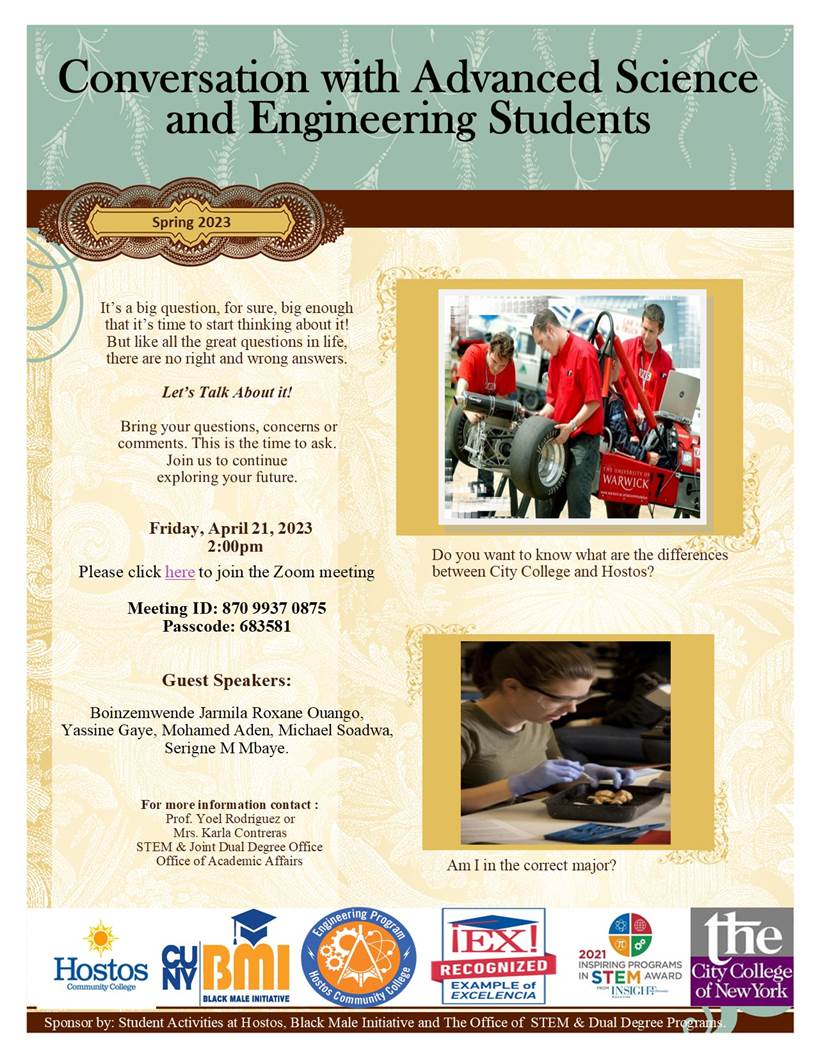 Conversation with Advanced Science
and Engineering Students
Spring 2023
It's a big question, for sure, big enough
that it's time to start thinking about it!
But like all the great questions in life,
there are no right and wrong answers.
Let's Talk About it!
Bring your questions, concerns or
comments. This is the time to ask.
Join us to continue
exploring your future.
Friday, April 21, 2023
2:00pm
Please click here to join the Zoom meeting
Meeting ID: 870 9937 0875
Passcode: 683581
Guest Speakers:
Boinzemwende Jarmila Roxane Ouango,
Yassine Gaye, Mohamed Aden, Michael Soadwa,
Serigne M Mbaye.
For more information contact :
Prof. Yoel Rodríguez or
Mrs. Karla Contreras
STEM & Joint Dual Degree Office
Office of Academic Affairs
THE UNIVERSITY OF
WARWICK
Do you want to know what are the differences
between City College and Hostos?
Am I in the correct major?
Hostos
Community College
CU
NY
BMI
BLACK MALE INITIATIVE
Engineering Program
Hostos Community College
¡EX!
RECOGNIZED
EXAMPLE of
EXCELENCIA
2021
INSPIRING PROGRAMS
IN STEM AWARD
FROM INSIGHT
the
City College
of New York
Sponsor by: Student Activities at Hostos, Black Male Initiative and The Office of STEM & Dual Degree Programs.